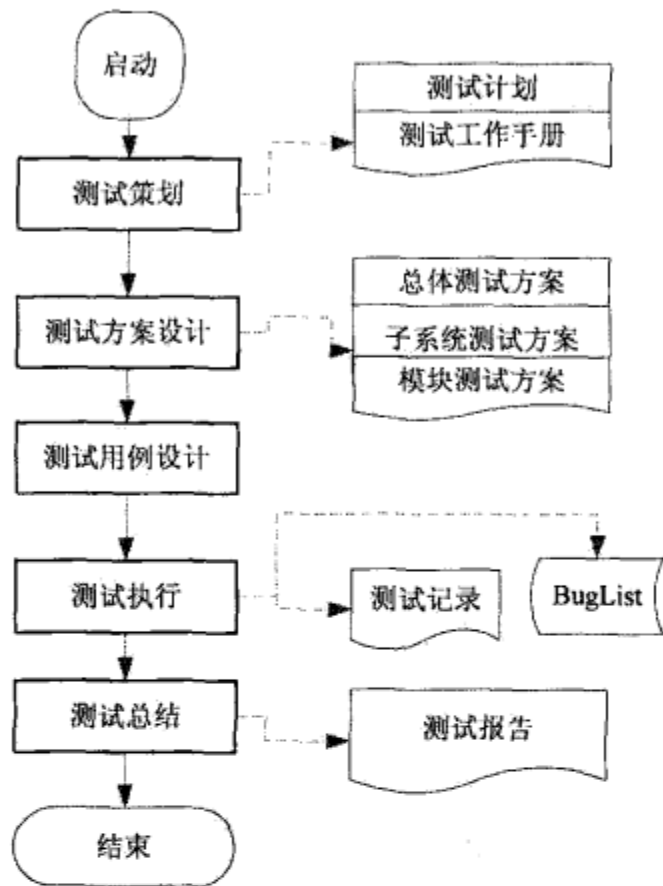 启动
测试计划
测试工作手册
测试策划
总体测试方案
测试方案设计
子系统测试方案
模块测试方案
测试用例设计
测试执行
测试记录
BugList
测试总结
测试报告
结束